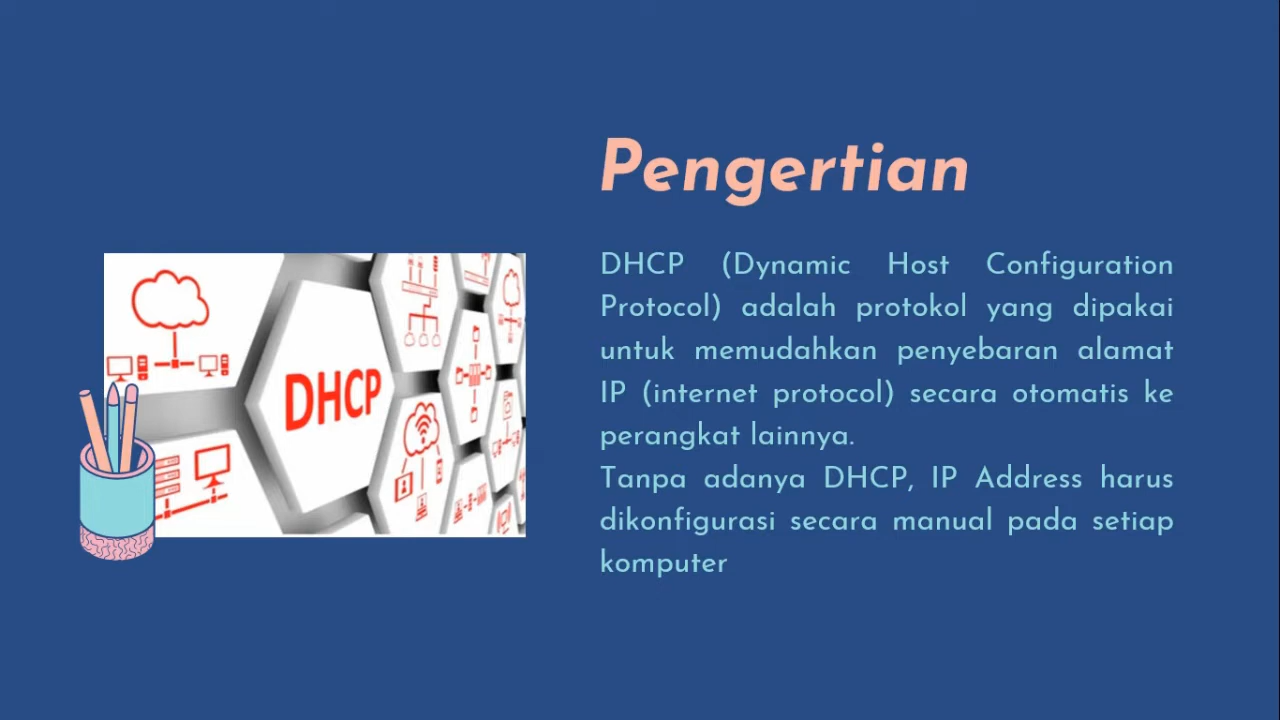 Pengertian
DHCP (Dynamic Host Configuration
Protocol) adalah protokol yang dipakai
untuk memudahkan penyebaran alamat
IP (internet protocol) secara otomatis ke
perangkat lainnya.
Tanpa adanya DHCP, IP Address harus
dikonfigurasi secara manual pada setiap
komputer
DHCP